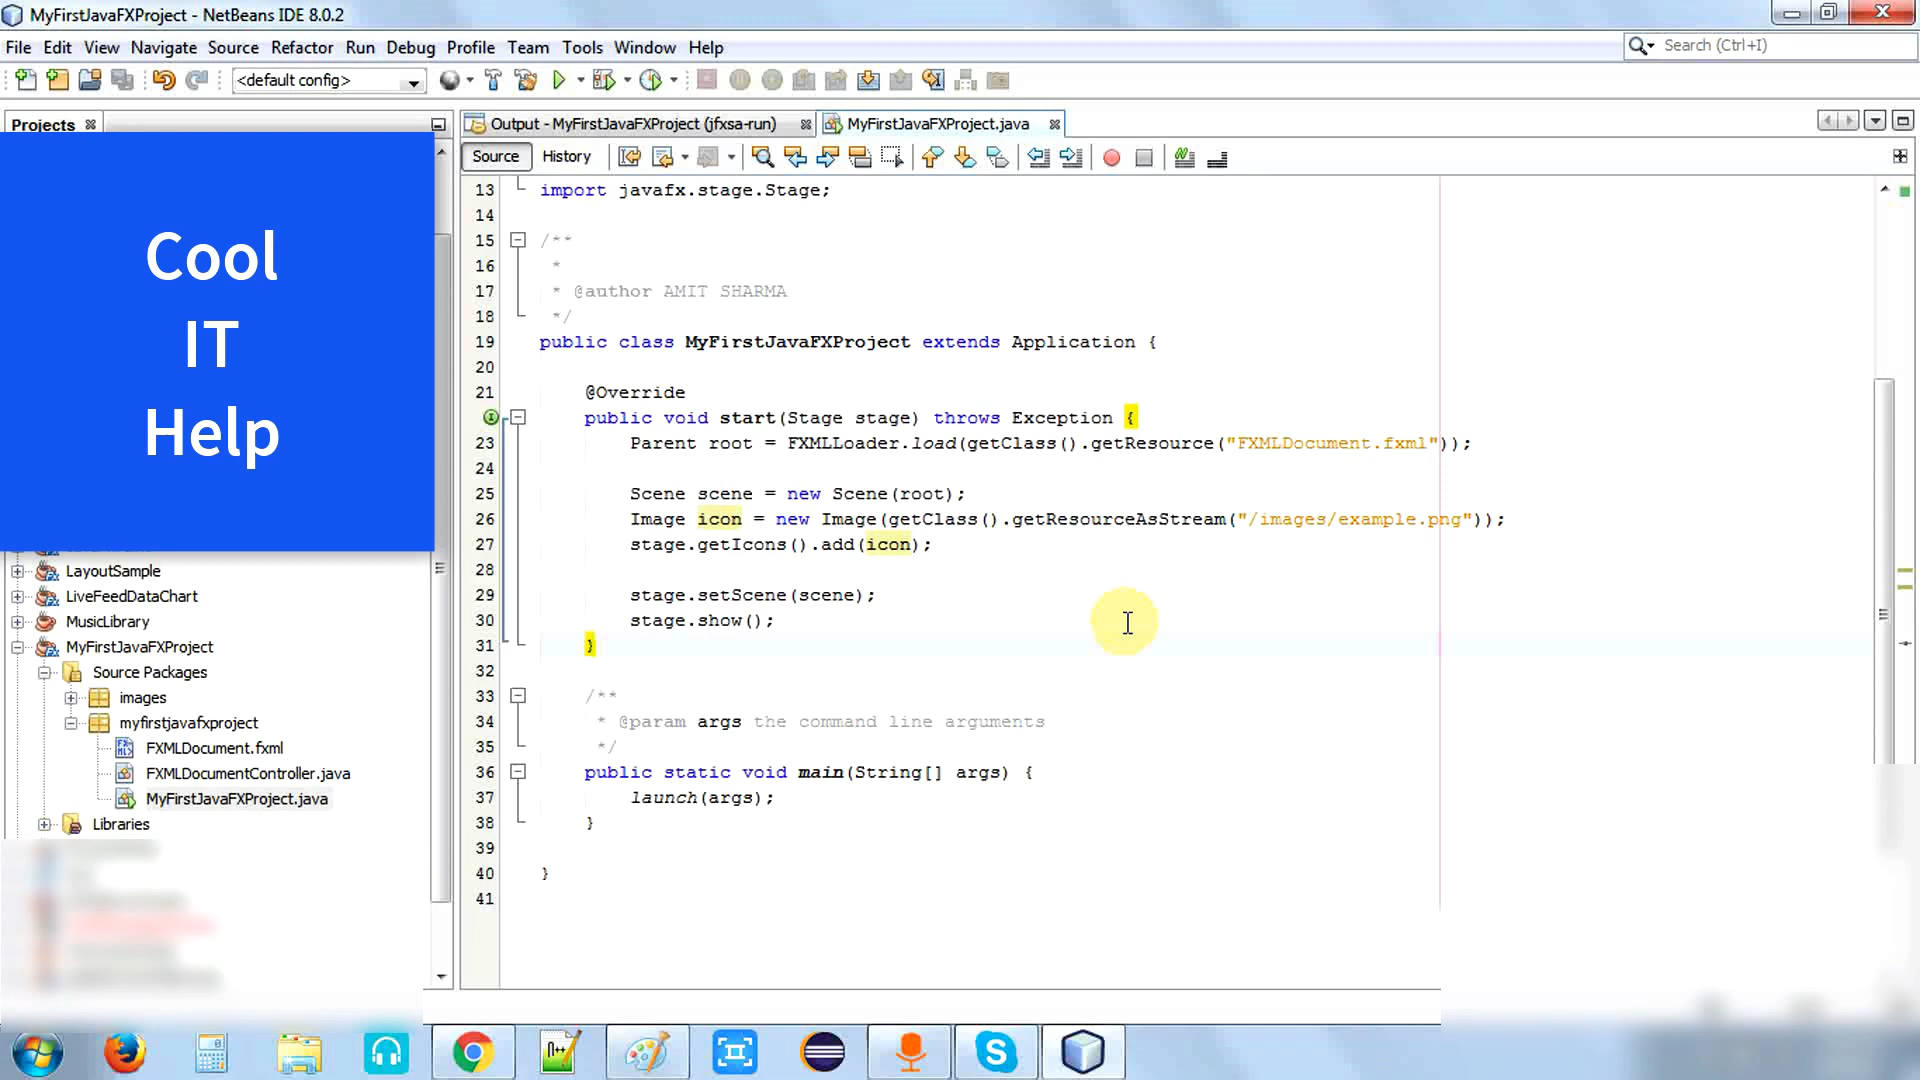 MyFirstJavaFXProject - NetBeans IDE 8.0.2
File Edit View Navigate Source Refactor Run Debug Profile Team Tools Window Help
Search (Ctrl+I)
<default config>
Projects
Output - MyFirstJavaFXProject (jfxsa-run)
MyFirstJavaFXProject.java
Source History
Cool
IT
Help
LayoutSample
LiveFeedDataChart
MusicLibrary
MyFirstJavaFXProject
Source Packages
images
myfirstjavafxproject
FXMLDocument.fxml
FXMLDocumentController.java
MyFirstJavaFXProject.java
Libraries
13 import javafx.stage.Stage;
14
15 /**
16 *
17 * @author AMIT SHARMA
18 */
19 public class MyFirstJavaFXProject extends Application {
20
21 @Override
public void start(Stage stage) throws Exception {
23 Parent root = FXMLLoader.load(getClass().getResource("FXMLDocument.fxml"));
24
25 Scene scene = new Scene(root);
26 Image icon = new Image(getClass().getResourceAsStream("/images/example.png"));
27 stage.getIcons().add(icon);
28
29 stage.setScene(scene);
30 stage.show();
31 }
32
33 /**
34 * @param args the command line arguments
35 */
36 public static void main(String[] args) {
37 launch(args);
38 }
39
40 }
41